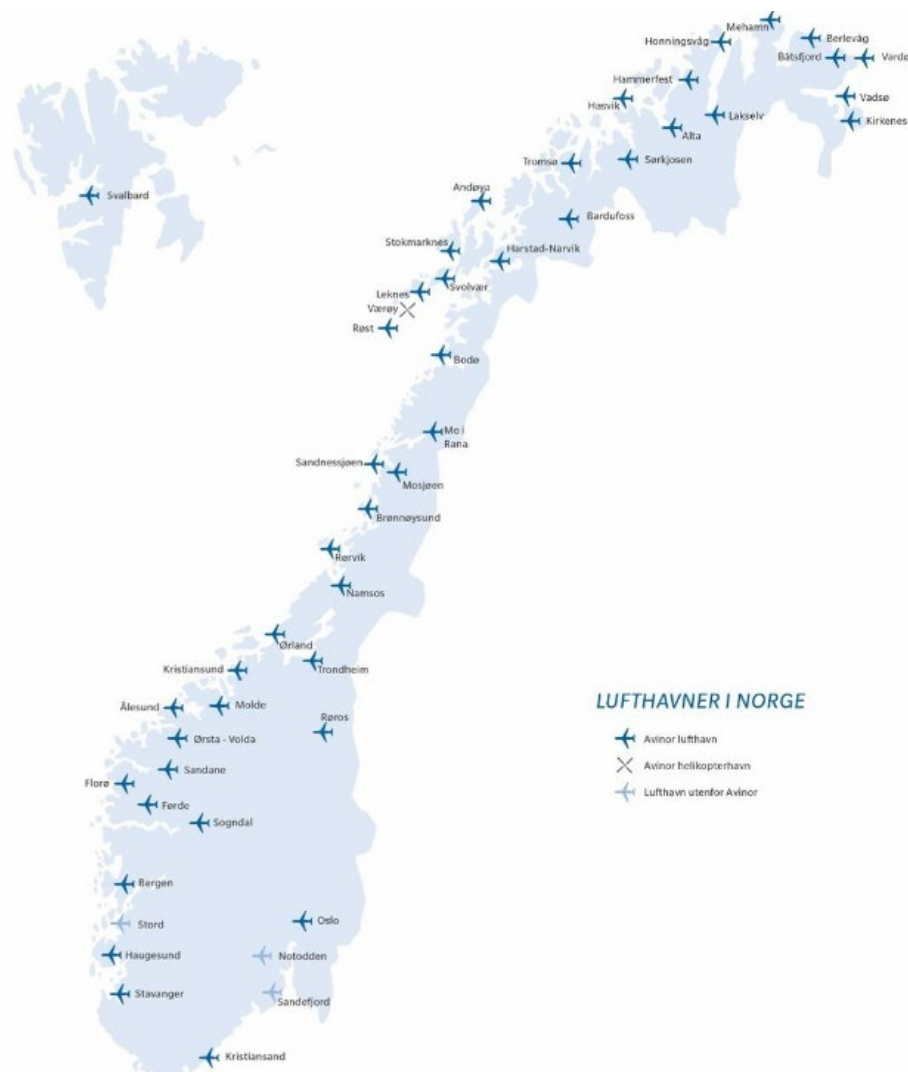 Mehamn
Honningsvåg
Berlevåg
Båtsfjord
Vardø
Hammerfest
Hasvik
Vadsø
Lakselv
Kirkenes
Alta
Tromsø
Sørkjosen
Svalbard
Andøya
Bardufoss
Stokmarknes
Harstad-Narvik
Svolvær
Leknes
Værøy
Røst
Bodø
Mo i
Rana
Sandnessjøen
Mosjøen
Brønnøysund
Rørvik
Namsos
Ørland
Kristiansund
Trondheim
Ålesund
Molde
LUFTHAVNER I NORGE
Røros
Ørsta - Volda
Avinor lufthavn
Sandane
Avinor helikopterhavn
Florø
Lufthavn utenfor Avinor
Førde
Sogndal
Bergen
Stord
Oslo
Haugesund
Notodden
Stavanger
Sandefjord
Kristiansand